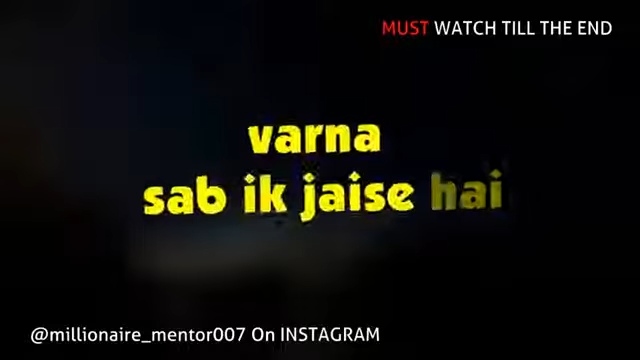 MUST WATCH TILL THE END
varna
sab ik jaise hai
@millionaire_mentor007 On INSTAGRAM